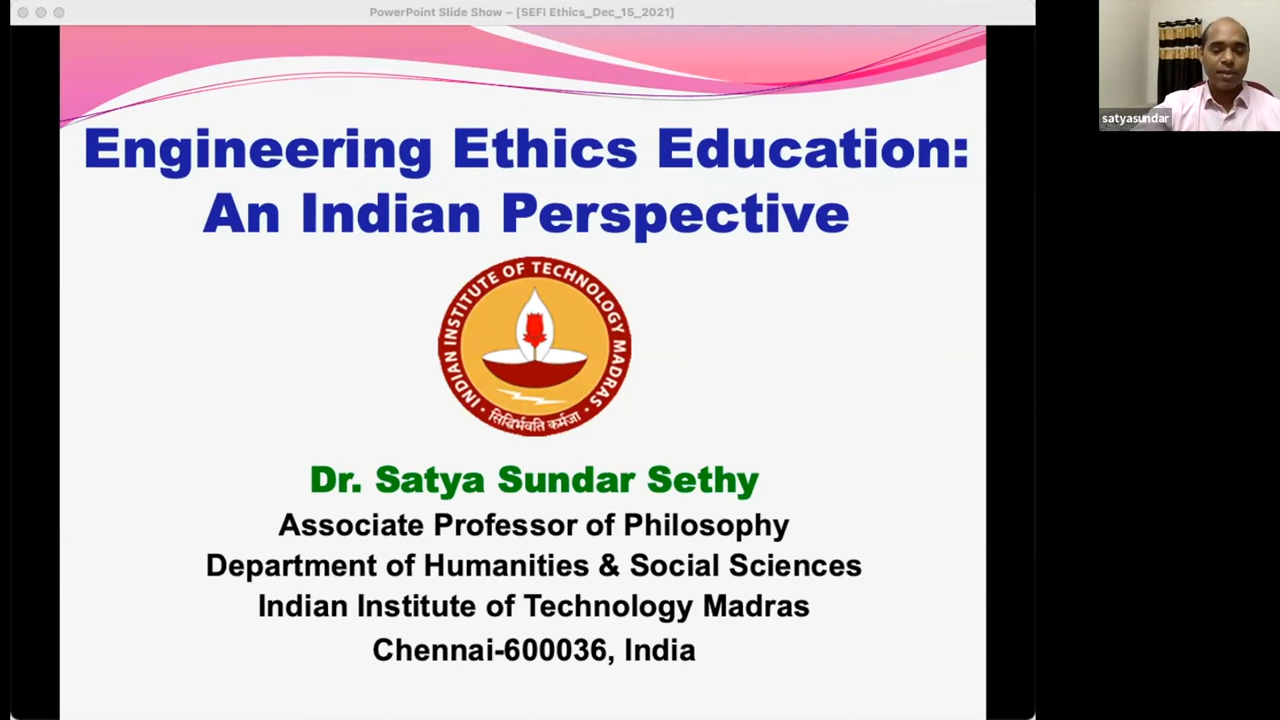 PowerPoint Slide Show – [SEFI Ethics_Dec_15_2021]
satyasundar
Engineering Ethics Education:
An Indian Perspective
INDIAN INSTITUTE OF TECHNOLOGY MADRAS
सिद्धिर्भवति कर्मजा
Dr. Satya Sundar Sethy
Associate Professor of Philosophy
Department of Humanities & Social Sciences
Indian Institute of Technology Madras
Chennai-600036, India